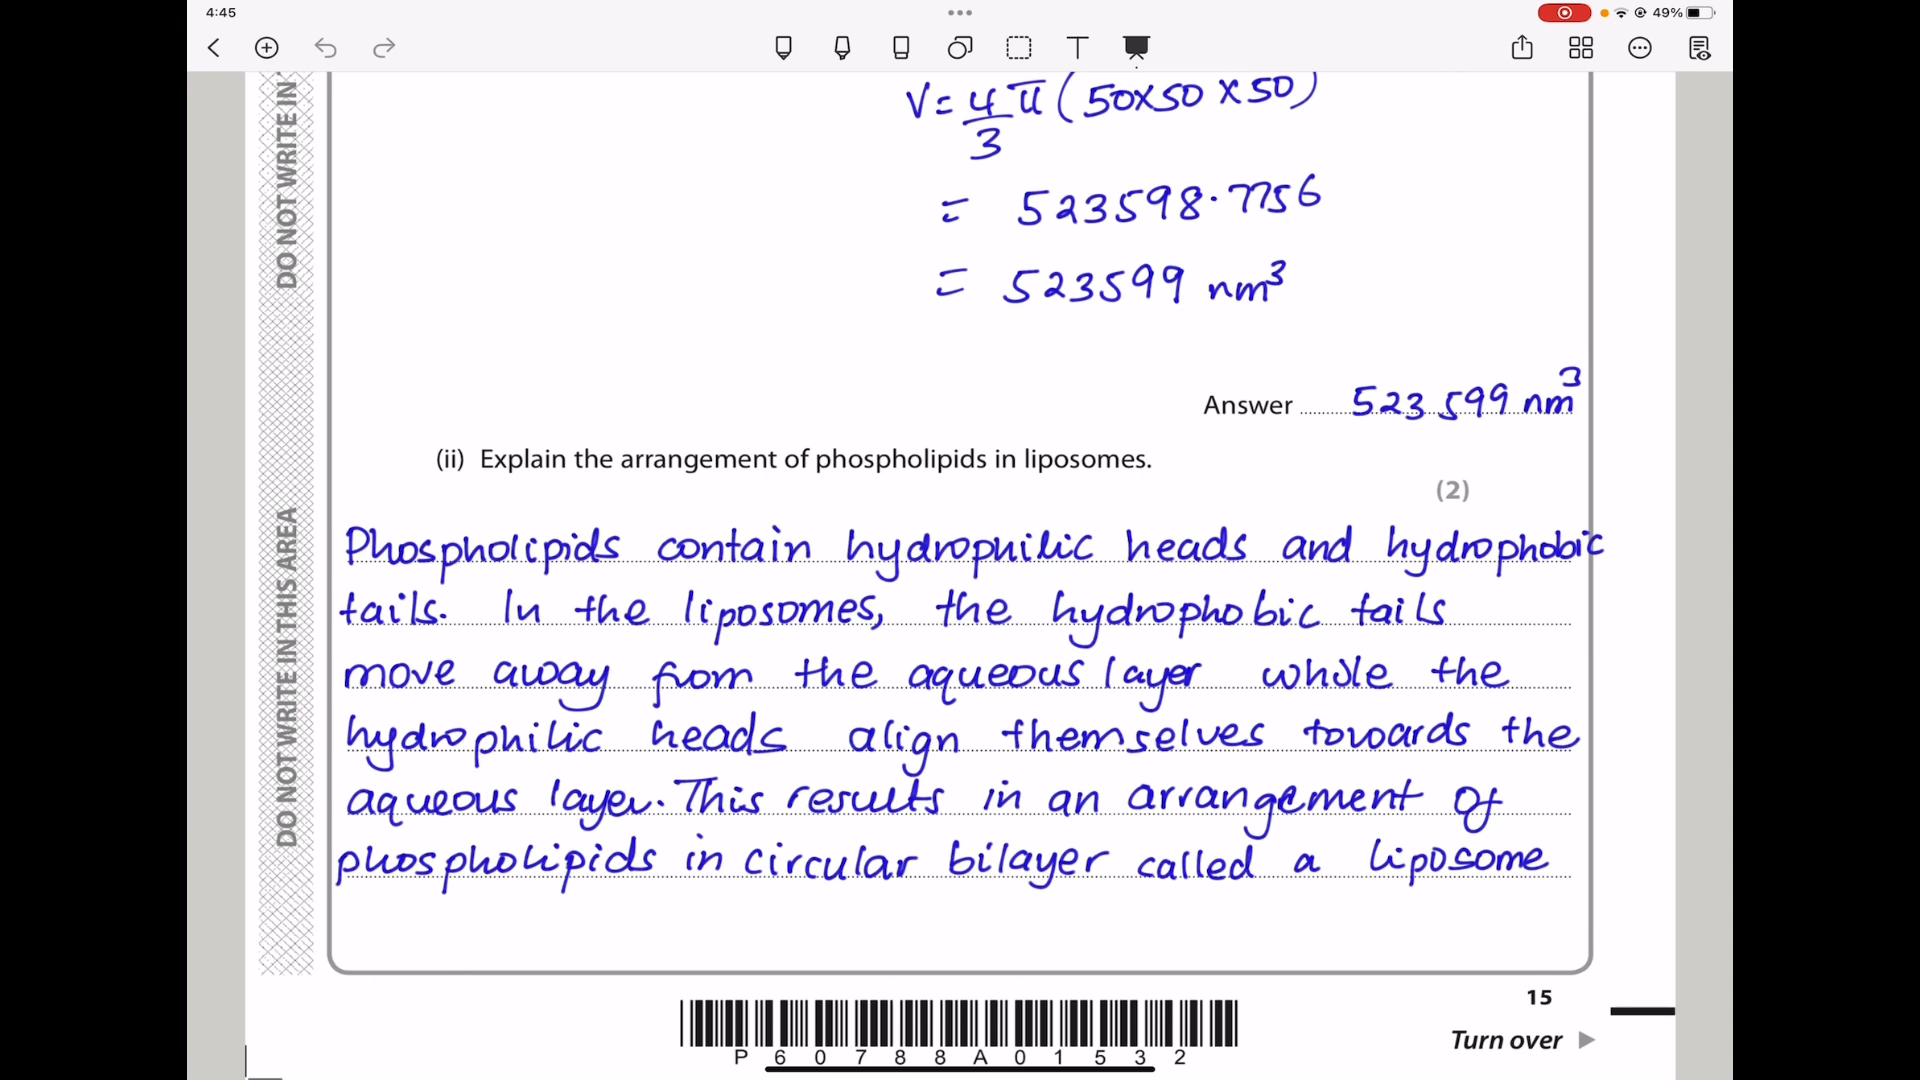 4:45
49%
DO NOT WRITE IN
V = 4/3 π (50×50×50)
= 523598.7756
= 523599 nm³
Answer 523599 nm³
(ii) Explain the arrangement of phospholipids in liposomes.
(2)
DO NOT WRITE IN THIS AREA
Phospholipids contain hydrophilic heads and hydrophobic
tails. In the liposomes, the hydrophobic tails
move away from the aqueous layer whole the
hydrophilic heads align themselves towards the
aqueous layer. This results in an arrangement of
phospholipids in circular bilayer called a liposome
15
P 6 0 7 8 8 A 0 1 5 3 2
Turn over